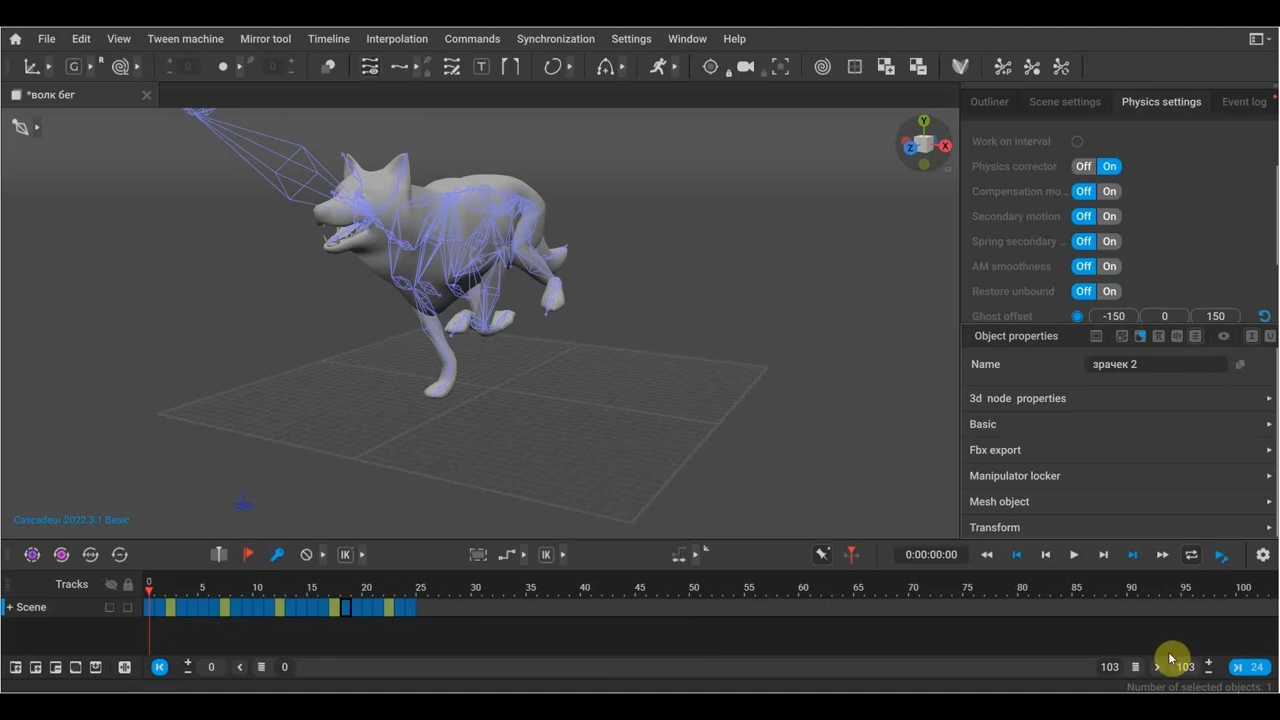 File Edit View Tween machine Mirror tool Timeline Interpolation Commands Synchronization Settings Window Help
G R 0 0 T
*волк бег
Outliner Scene settings Physics settings Event log
Y Z X
Work on interval
Physics corrector Off On
Compensation mo... Off On
Secondary motion Off On
Spring secondary ... Off On
AM smoothness Off On
Restore unbound Off On
Ghost offset -150 0 150
Object properties
Name зрачек 2
3d node properties
Basic
Fbx export
Manipulator locker
Mesh object
Transform
Cascadeur 2022.3.1 Basic
IK IK 0:00:00:00
Tracks 0 5 10 15 20 25 30 35 40 45 50 55 60 65 70 75 80 85 90 95 100
+ Scene
0 0 103 103 24
Number of selected objects: 1